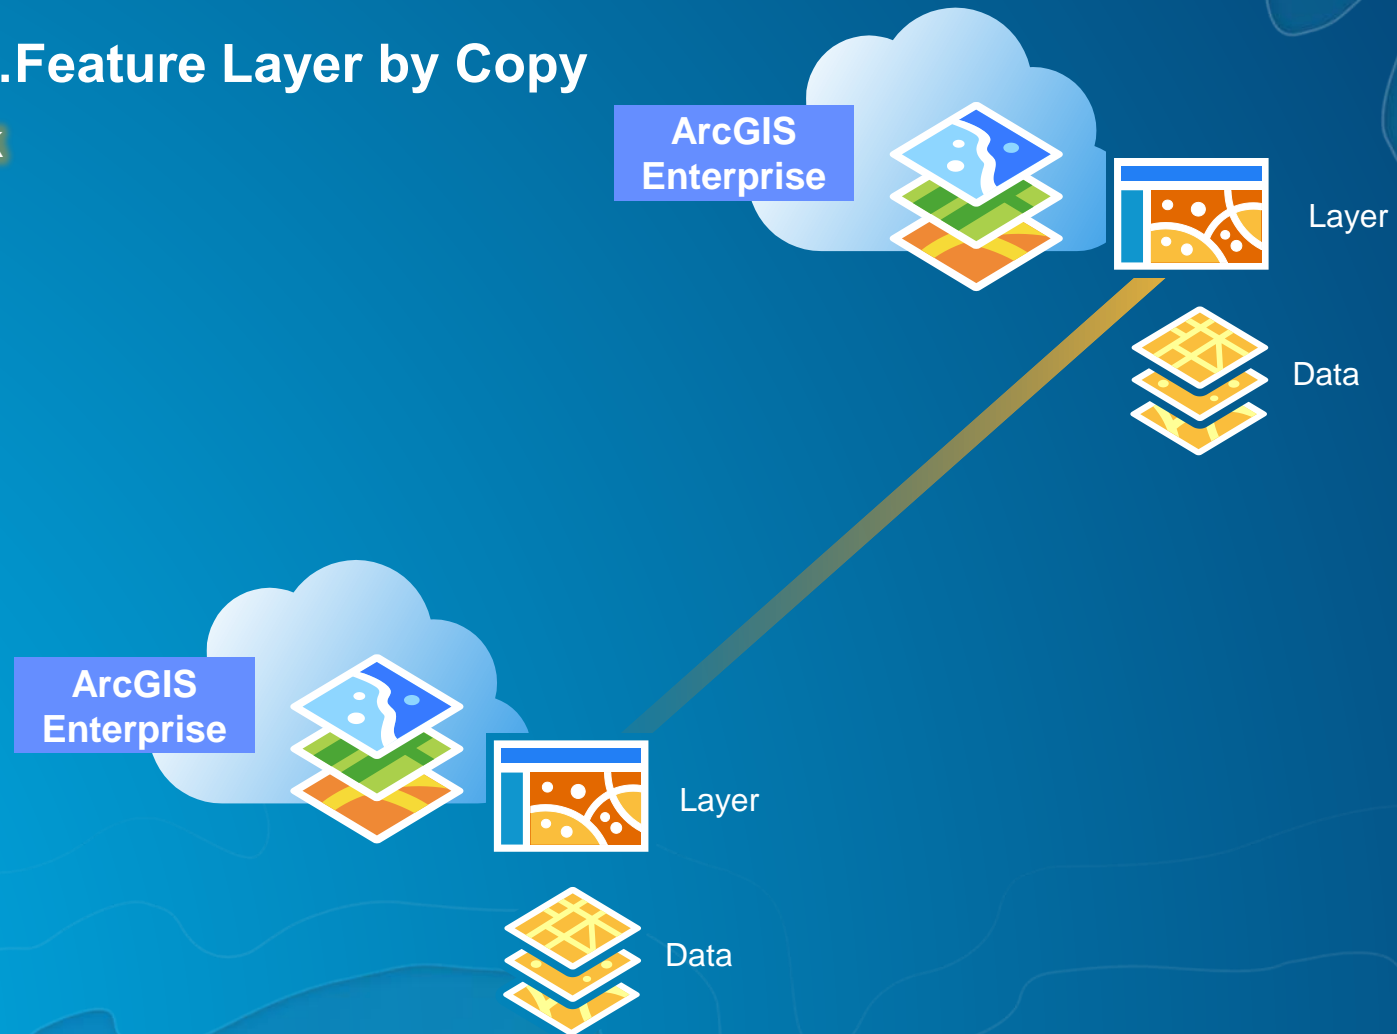 .Feature Layer by Copy
ArcGIS
Enterprise
Layer
Data
ArcGIS
Enterprise
Layer
Data